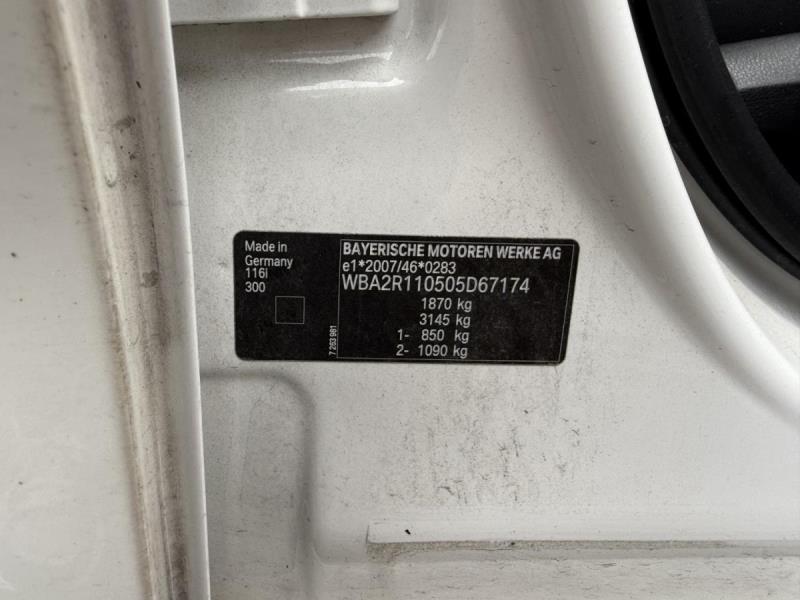 Made in
Germany
116i
300
7 263 981
BAYERISCHE MOTOREN WERKE AG
e1*2007/46*0283
WBA2R110505D67174
1870 kg
3145 kg
1- 850 kg
2- 1090 kg